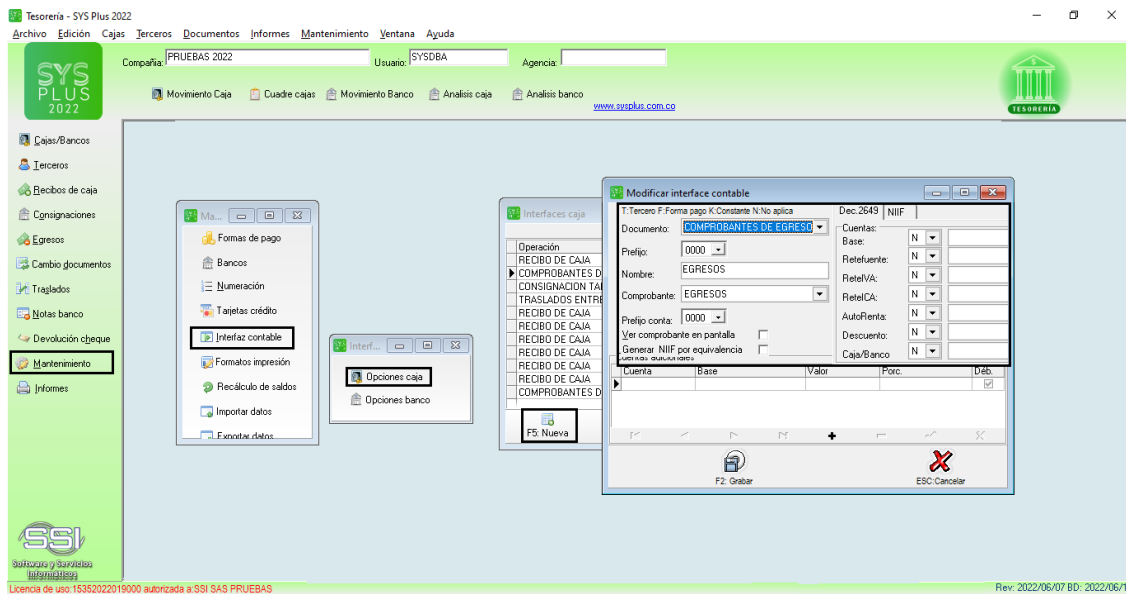 Tesorería - SYS Plus 2022
Archivo Edición Cajas Terceros Documentos Informes Mantenimiento Ventana Ayuda
SYS
PLUS
2022
Compañia: PRUEBAS 2022 Usuario: SYSDBA Agencia:
Movimiento Caja Cuadre cajas Movimiento Banco Analisis caja Analisis banco
www.sysplus.com.co
TESORERÍA
Cajas/Bancos
Terceros
Recibos de caja
Consignaciones
Egresos
Cambio documentos
Traslados
Notas banco
Devolución cheque
Mantenimiento
Informes
SSI
Software y Servicios
Informáticos
Ma...
Formas de pago
Bancos
Numeración
Tarjetas crédito
Interfaz contable
Formatos impresión
Recálculo de saldos
Importar datos
Exportar datos
Interf...
Opciones caja
Opciones banco
Interfaces caja
Operación
RECIBO DE CAJA
COMPROBANTES D
CONSIGNACION TA
TRASLADOS ENTRE
RECIBO DE CAJA
RECIBO DE CAJA
RECIBO DE CAJA
RECIBO DE CAJA
RECIBO DE CAJA
RECIBO DE CAJA
COMPROBANTES D
F5: Nueva
Modificar interface contable
T:Tercero F:Forma pago K:Constante N:No aplica
Dec.2649 NIIF
Documento: COMPROBANTES DE EGRESO
Prefijo: 0000
Nombre: EGRESOS
Comprobante: EGRESOS
Prefijo conta: 0000
Ver comprobante en pantalla
Generar NIIF por equivalencia
Cuentas:
Base: N
Retefuente: N
ReteIVA: N
ReteICA: N
AutoRenta: N
Descuento: N
Caja/Banco N
Cuentas adicionales
Cuenta Base Valor Porc. Déb.
F2: Grabar
ESC:Cancelar
Licencia de uso:15352022019000 autorizada a:SSI SAS PRUEBAS
Rev: 2022/06/07 BD: 2022/06/1